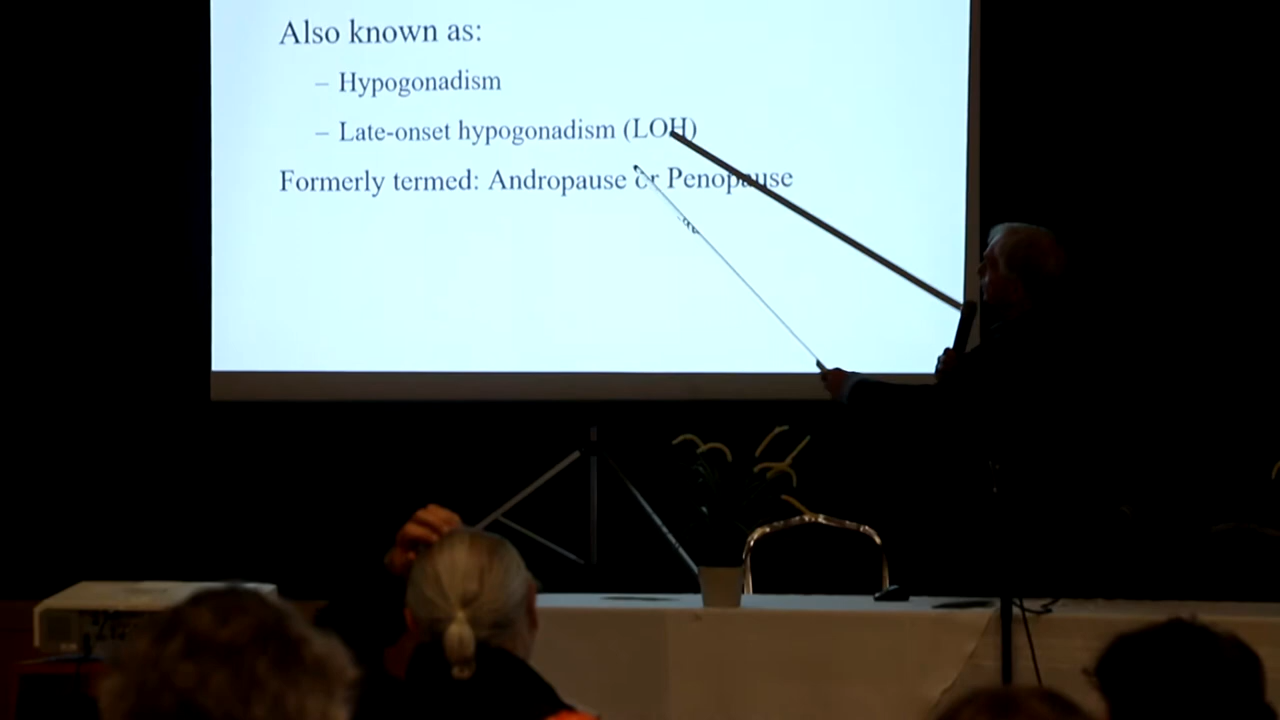 Also known as:
– Hypogonadism
– Late-onset hypogonadism (LOH)
Formerly termed: Andropause or Penopause